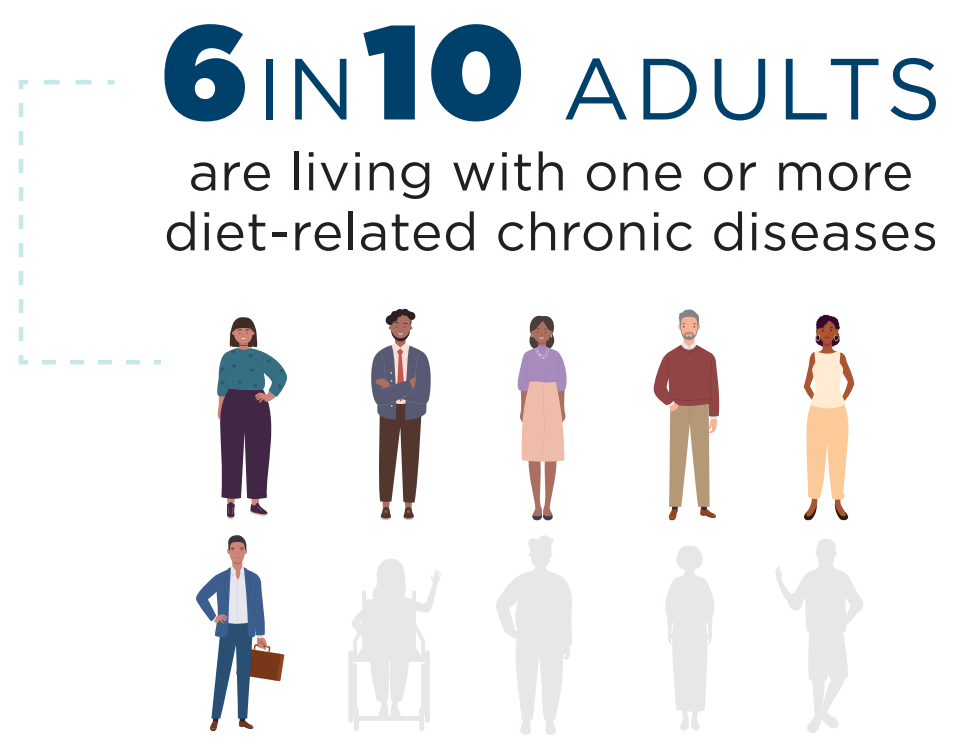 6 IN 10 ADULTS
are living with one or more
diet-related chronic diseases